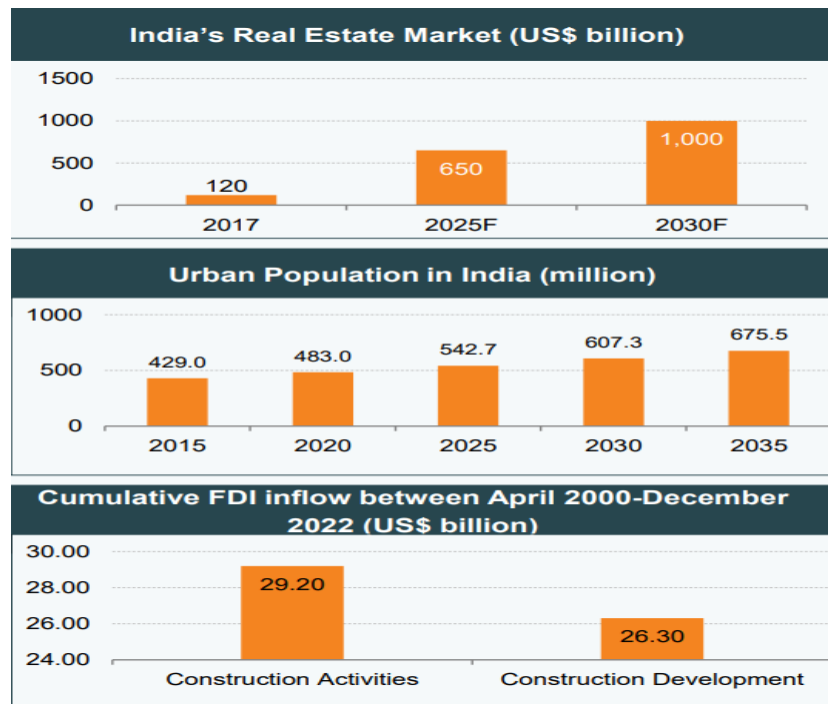 India's Real Estate Market (US$ billion)
1500
1000
500
0
120
650
1,000
2017 2025F 2030F
Urban Population in India (million)
1000
500
0
429.0 483.0 542.7 607.3 675.5
2015 2020 2025 2030 2035
Cumulative FDI inflow between April 2000-December
2022 (US$ billion)
30.00
28.00
26.00
24.00
29.20
26.30
Construction Activities Construction Development